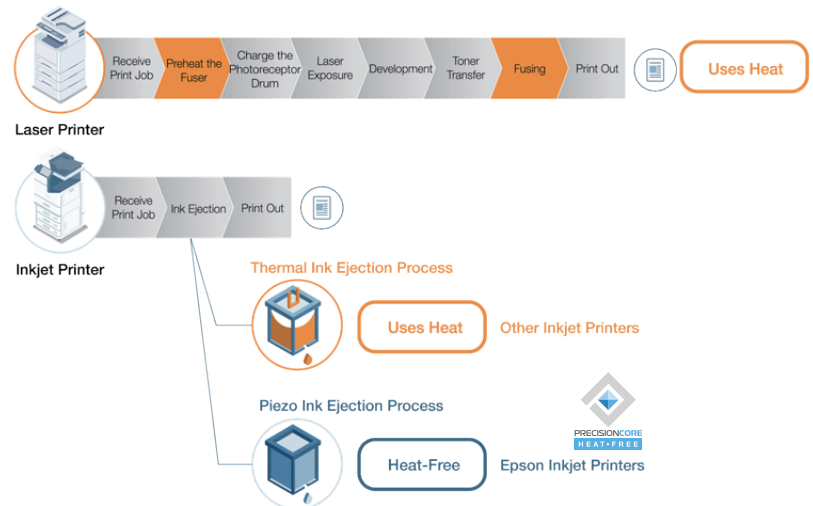 Receive
Print Job
Preheat the
Fuser
Charge the
Photoreceptor
Drum
Laser
Exposure
Development
Toner
Transfer
Fusing
Print Out
Uses Heat
Laser Printer
Receive
Print Job
Ink Ejection
Print Out
Inkjet Printer
Thermal Ink Ejection Process
Uses Heat
Other Inkjet Printers
Piezo Ink Ejection Process
PRECISIONCORE
HEAT•FREE
Heat-Free
Epson Inkjet Printers